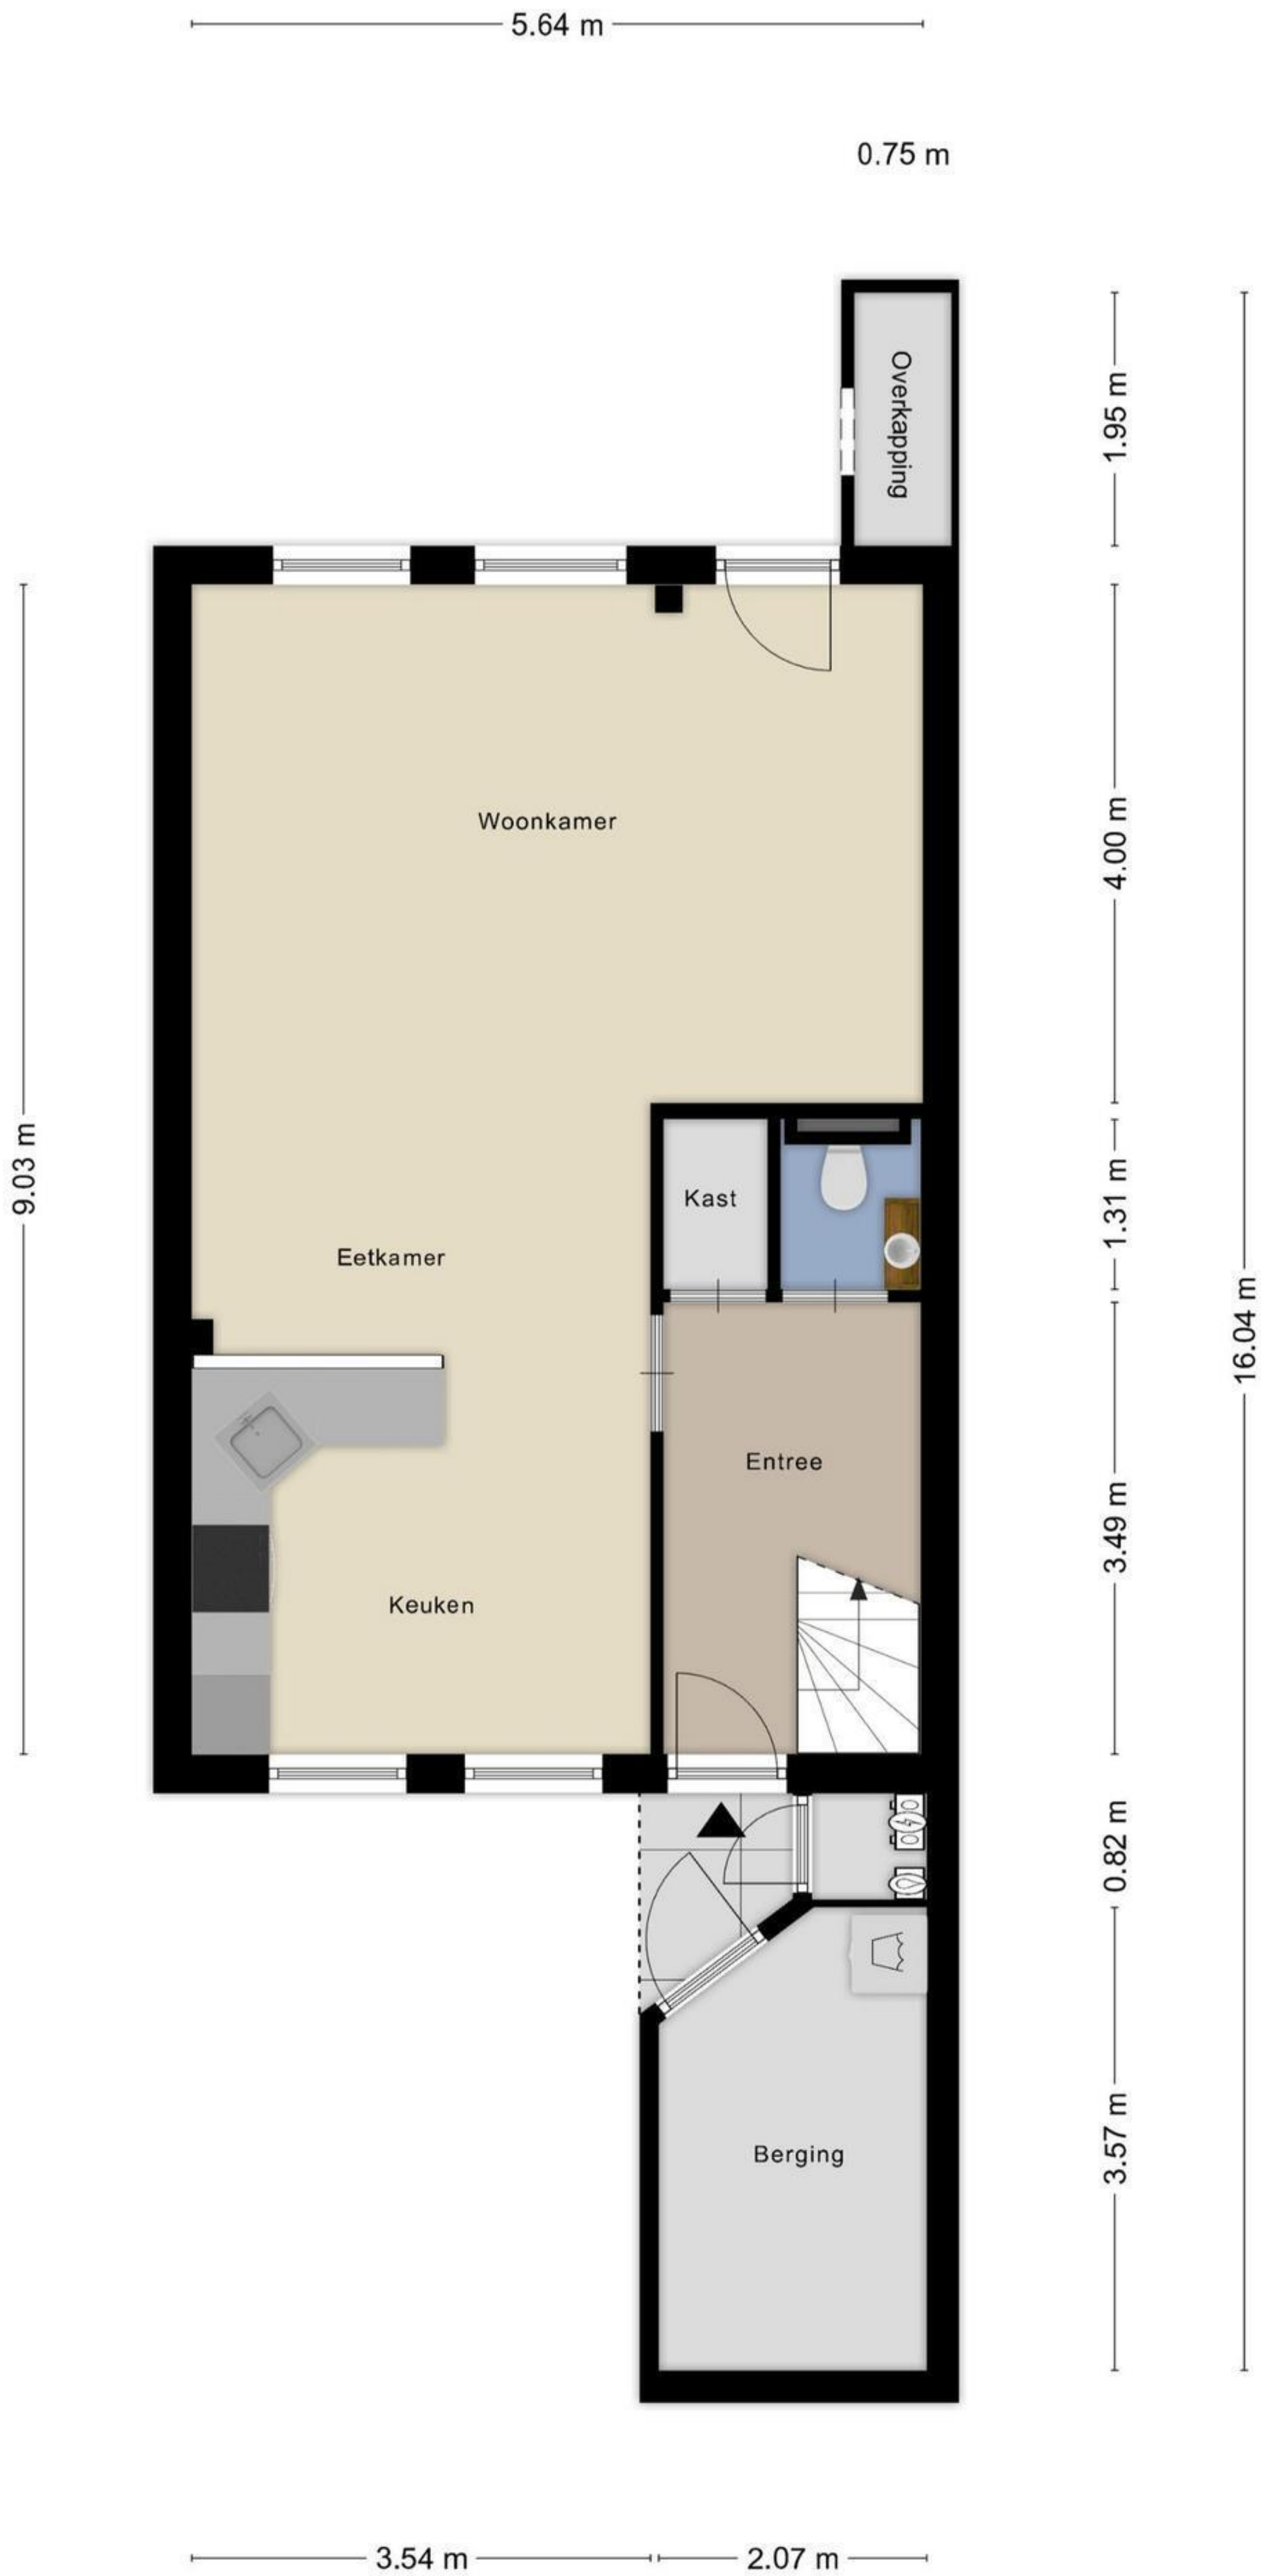 5.64 m
0.75 m
Overkapping
1.95 m
Woonkamer
4.00 m
9.03 m
Kast
1.31 m
Eetkamer
16.04 m
Entree
3.49 m
Keuken
0.82 m
Berging
3.57 m
3.54 m
2.07 m